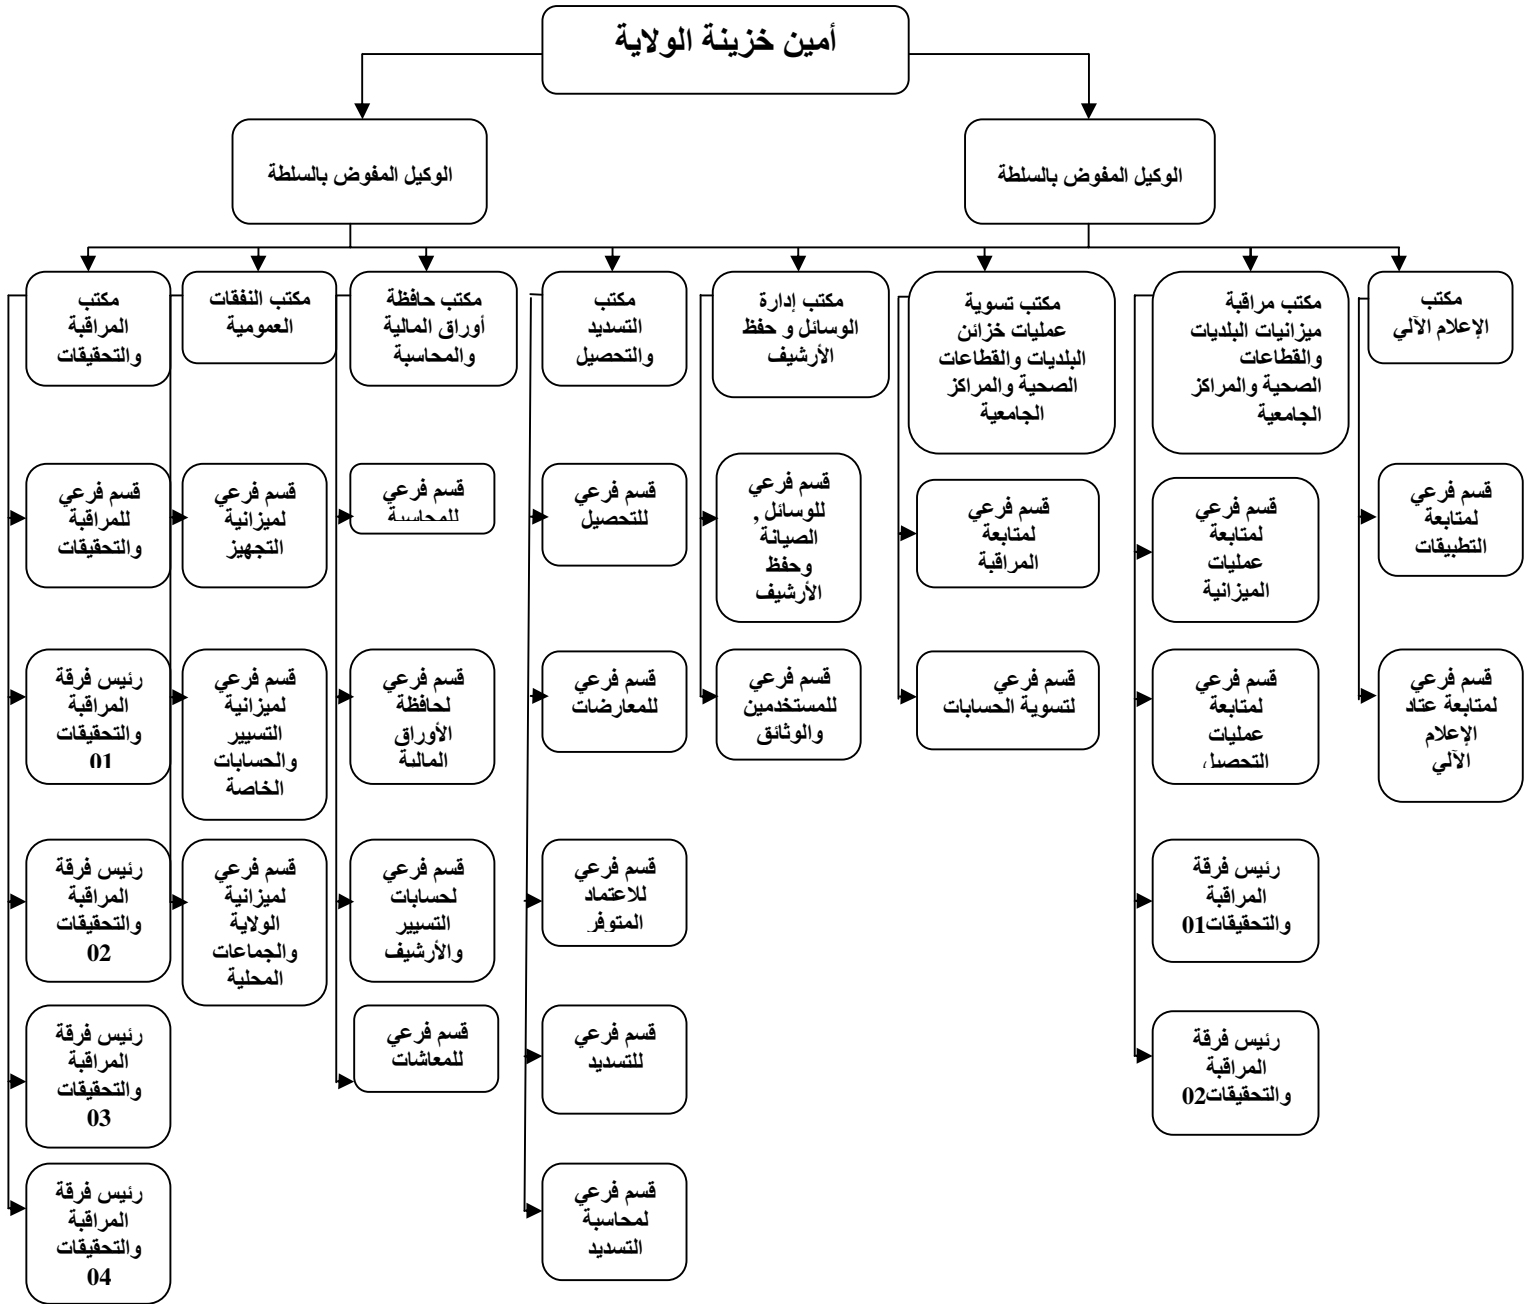 أمين خزينة الولاية
الوكيل المفوض بالسلطة
الوكيل المفوض بالسلطة
مكتب
الإعلام الآلي
مكتب مراقبة
ميزانيات البلديات
والقطاعات
الصحية والمراكز
الجامعية
مكتب تسوية
عمليات خزائن
البلديات والقطاعات
الصحية والمراكز
الجامعية
مكتب إدارة
الوسائل و حفظ
الأرشيف
مكتب
التسديد
والتحصيل
مكتب حافظة
أوراق المالية
والمحاسبة
مكتب النفقات
العمومية
مكتب
المراقبة
والتحقيقات
قسم فرعي
لمتابعة
التطبيقات
قسم فرعي
لمتابعة
عمليات
الميزانية
قسم فرعي
لمتابعة
المراقبة
قسم فرعي
للوسائل ,
الصيانة
وحفظ
الأرشيف
قسم فرعي
للتحصيل
قسم فرعي
للمحاسبة
قسم فرعي
لميزانية
التجهيز
قسم فرعي
للمراقبة
والتحقيقات
قسم فرعي
لمتابعة عتاد
الإعلام
الآلي
قسم فرعي
لمتابعة
عمليات
التحصيل
قسم فرعي
لتسوية الحسابات
قسم فرعي
للمستخدمين
والوثائق
قسم فرعي
للمعارضات
قسم فرعي
لحافظة
الأوراق
المالية
قسم فرعي
لميزانية
التسيير
والحسابات
الخاصة
رئيس فرقة
المراقبة
والتحقيقات
01
رئيس فرقة
المراقبة
والتحقيقات01
قسم فرعي
للاعتماد
المتوفر
قسم فرعي
لحسابات
التسيير
والأرشيف
قسم فرعي
لميزانية
الولاية
والجماعات
المحلية
رئيس فرقة
المراقبة
والتحقيقات
02
رئيس فرقة
المراقبة
والتحقيقات02
قسم فرعي
للتسديد
قسم فرعي
للمعاشات
رئيس فرقة
المراقبة
والتحقيقات
03
قسم فرعي
لمحاسبة
التسديد
رئيس فرقة
المراقبة
والتحقيقات
04